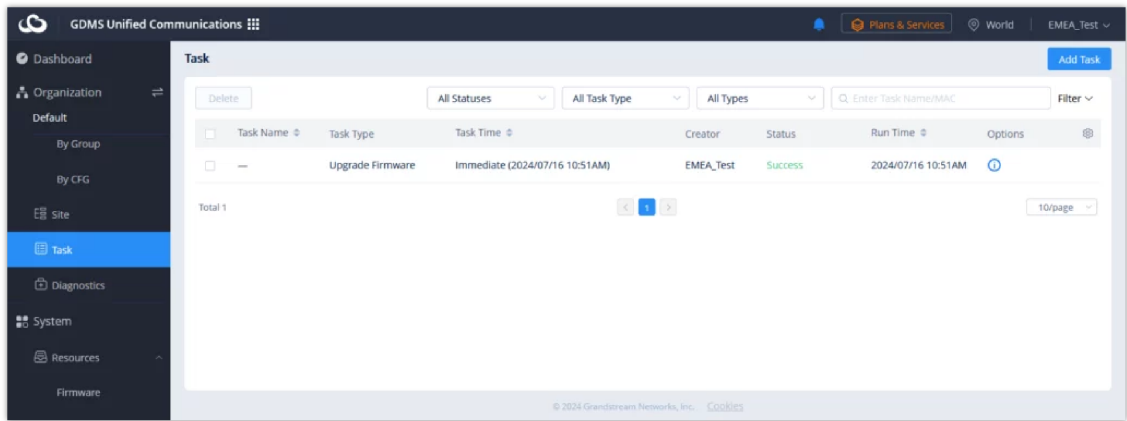 GDMS Unified Communications
Plans & Services
World
EMEA_Test
Dashboard
Organization
Default
By Group
By CFG
Site
Task
Diagnostics
System
Resources
Firmware
Task
Add Task
Delete
All Statuses
All Task Type
All Types
Enter Task Name/MAC
Filter
Task Name Task Type Task Time Creator Status Run Time Options
— Upgrade Firmware Immediate (2024/07/16 10:51AM) EMEA_Test Success 2024/07/16 10:51AM
Total 1
1
10/page
© 2024 Grandstream Networks, Inc. Cookies